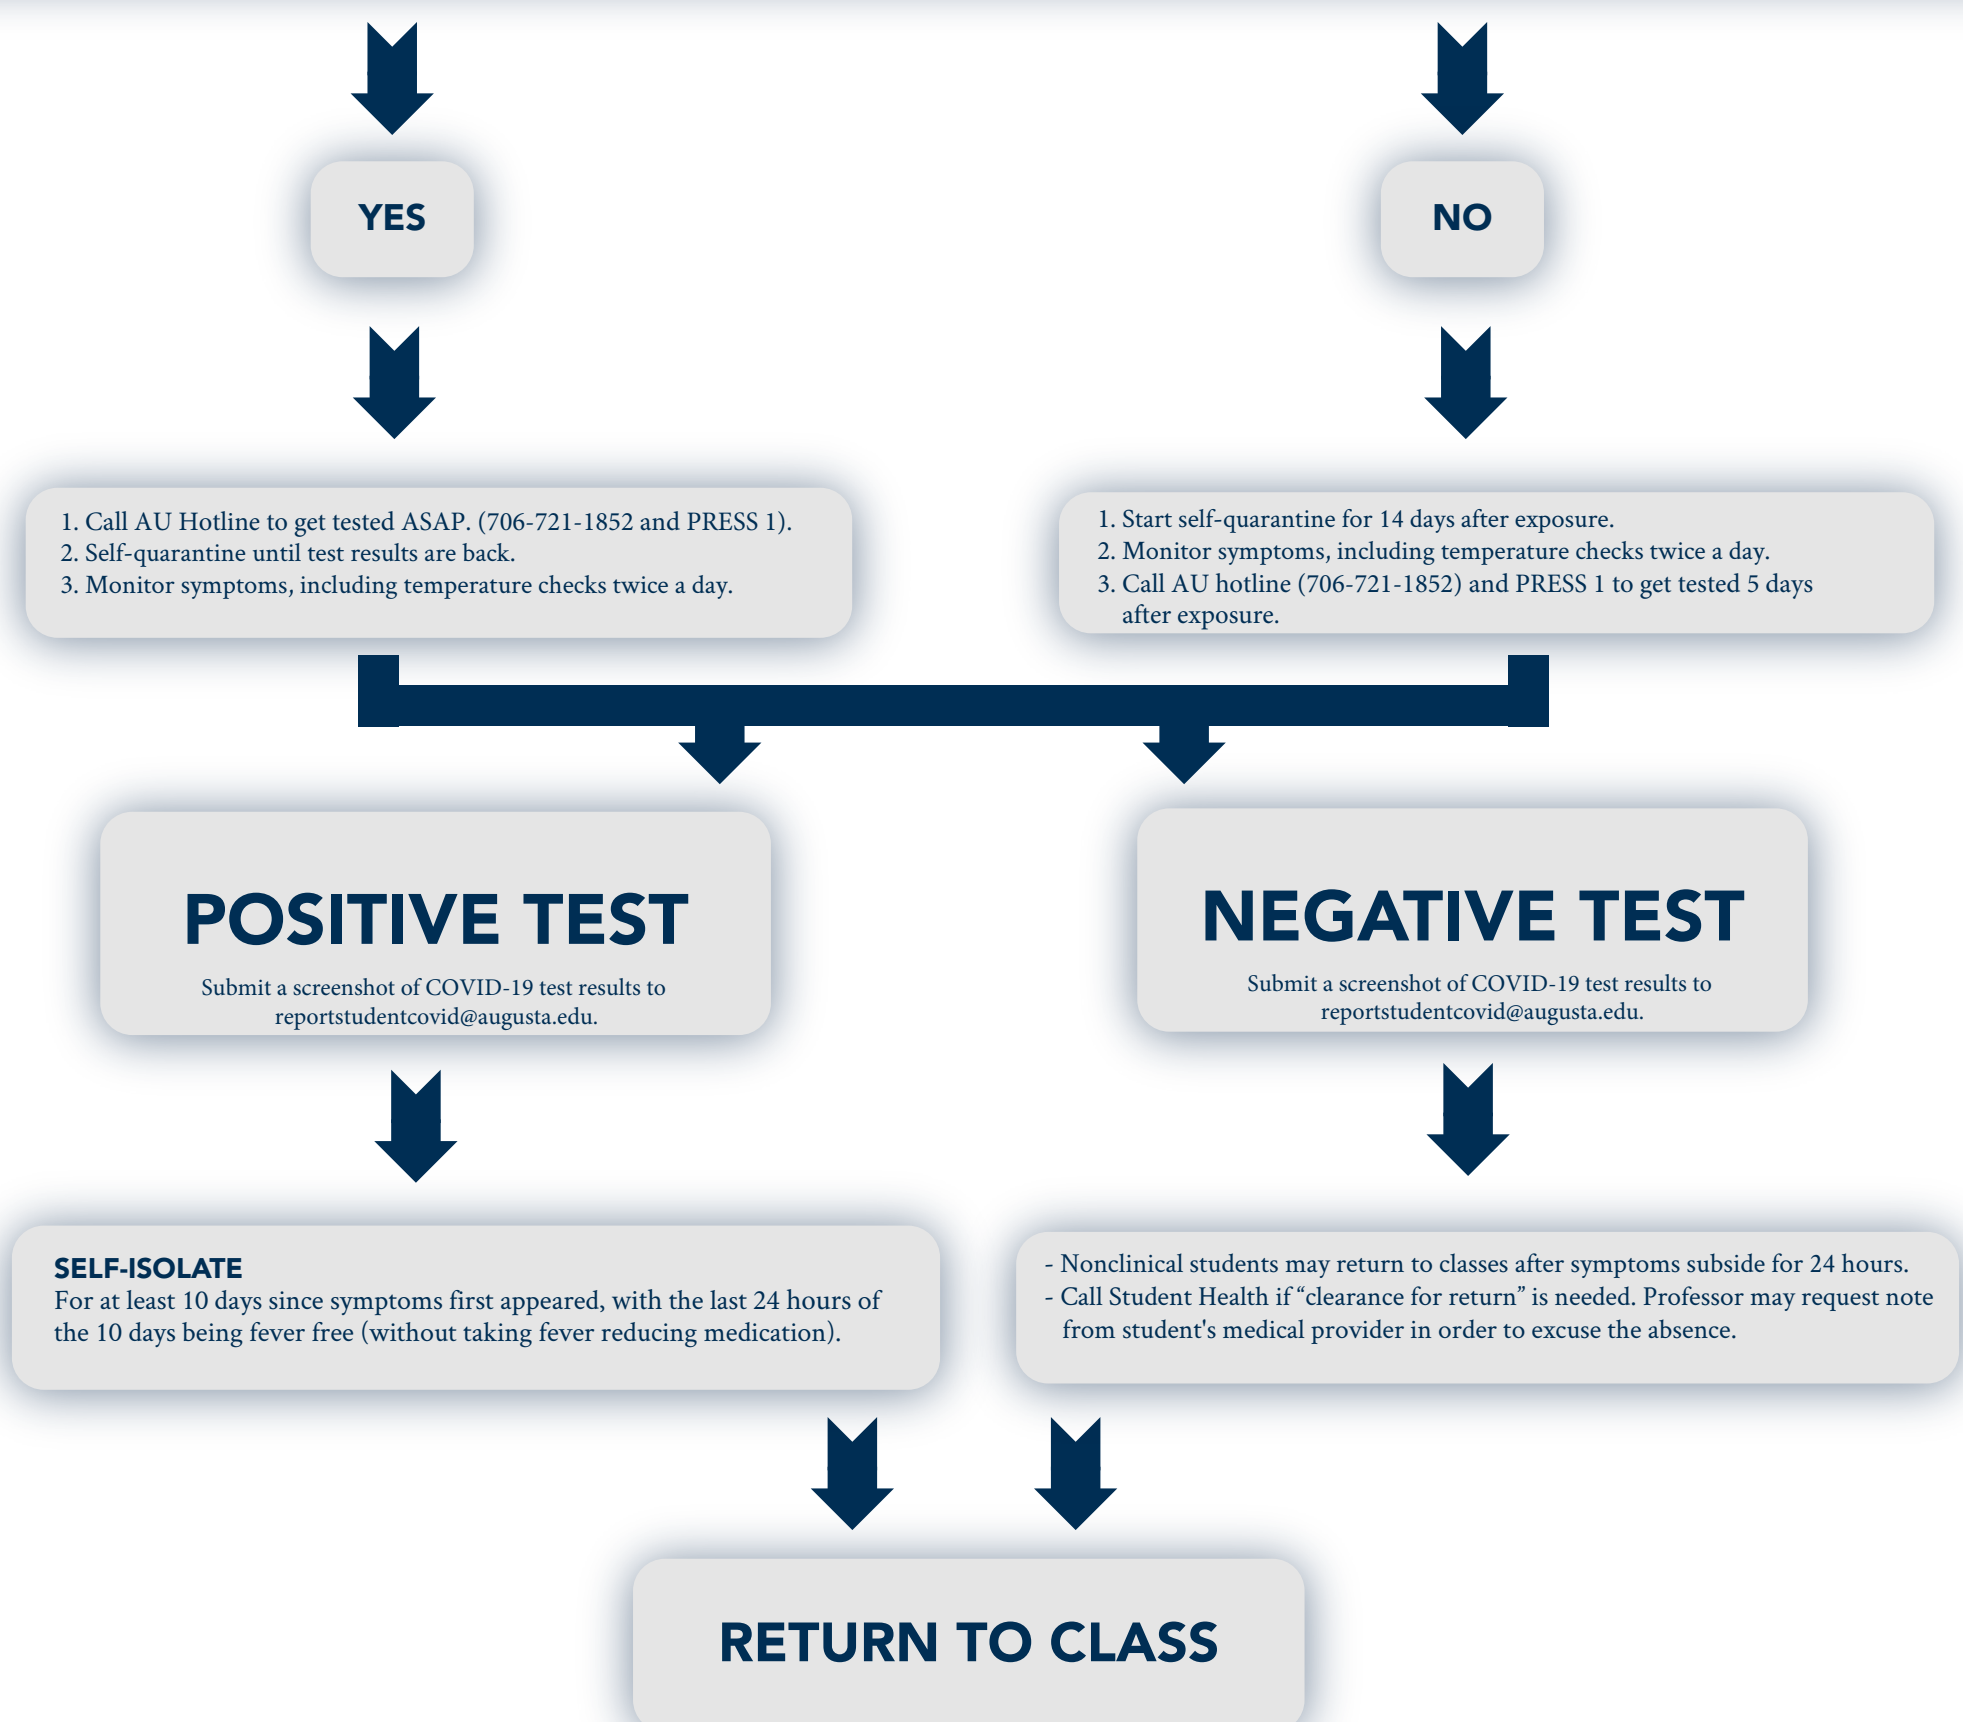 YES
NO
1. Call AU Hotline to get tested ASAP. (706-721-1852 and PRESS 1).
2. Self-quarantine until test results are back.
3. Monitor symptoms, including temperature checks twice a day.
1. Start self-quarantine for 14 days after exposure.
2. Monitor symptoms, including temperature checks twice a day.
3. Call AU hotline (706-721-1852) and PRESS 1 to get tested 5 days
after exposure.
POSITIVE TEST
Submit a screenshot of COVID-19 test results to
reportstudentcovid@augusta.edu.
NEGATIVE TEST
Submit a screenshot of COVID-19 test results to
reportstudentcovid@augusta.edu.
SELF-ISOLATE
For at least 10 days since symptoms first appeared, with the last 24 hours of
the 10 days being fever free (without taking fever reducing medication).
- Nonclinical students may return to classes after symptoms subside for 24 hours.
- Call Student Health if “clearance for return” is needed. Professor may request note
from student's medical provider in order to excuse the absence.
RETURN TO CLASS